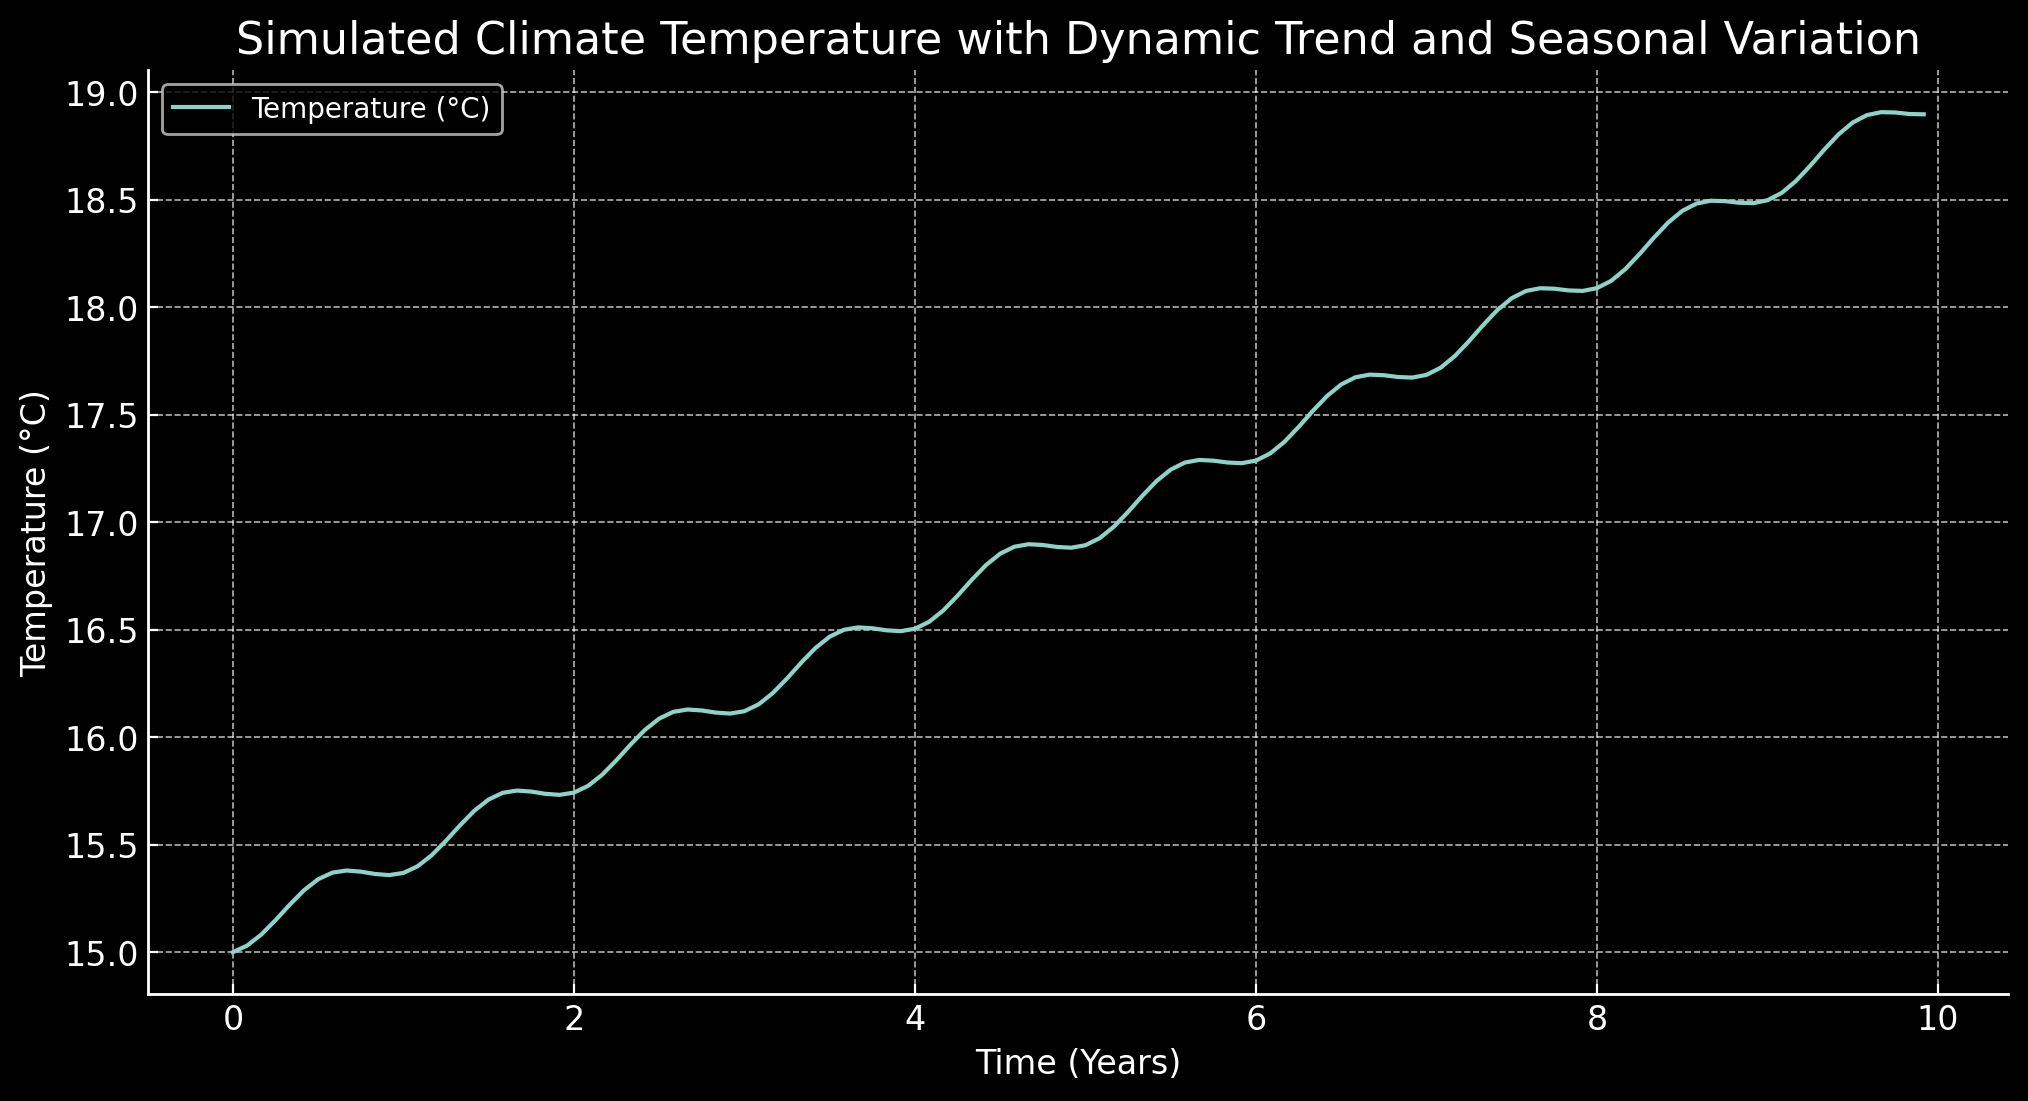 Simulated Climate Temperature with Dynamic Trend and Seasonal Variation
Temperature (°C)
Temperature (°C)
19.0
18.5
18.0
17.5
17.0
16.5
16.0
15.5
15.0
0 2 4 6 8 10
Time (Years)